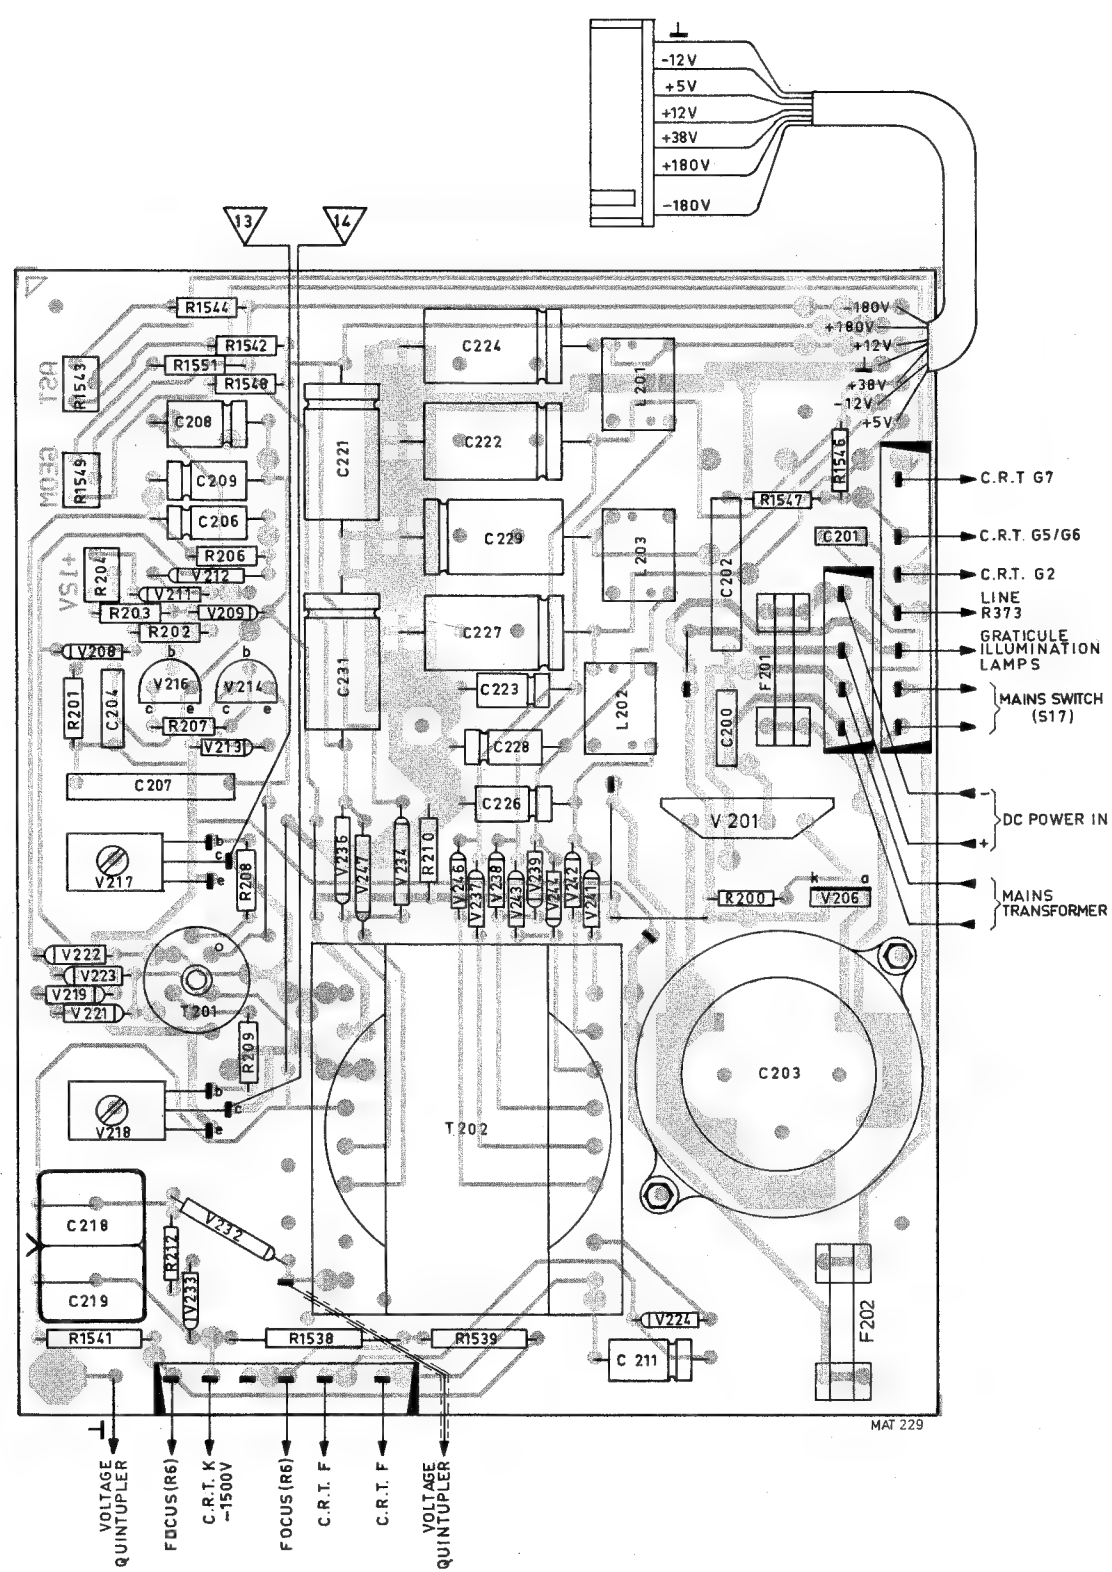 -12V
+5V
+12V
+38V
+180V
-180V
13
14
R1544
R1542
R1551
R1548
AST.
R1543
C208
C224
L201
-180V
+180V
+12V
+38V
-12V
+5V
GEOM
R1549
C209
C221
C222
R1546
R1547
C.R.T G7
C206
C229
L203
C202
C201
C.R.T. G5/G6
+12V
R204
R206
V212
V211
R203
V209
R202
C.R.T. G2
LINE
R373
C227
GRATICULE
ILLUMINATION
LAMPS
V208
b
b
V216
V214
c
e
c
e
R201
C204
R207
V213
C231
C223
C228
L202
C200
F201
MAINS SWITCH
(S17)
C207
C226
V 201
-
DC POWER IN
+
V217
b
c
e
R208
V236
V247
V234
R210
V246
V237
V238
V243
V239
V244
V242
V241
R200
k
a
V206
MAINS
TRANSFORMER
V222
V223
V219
V221
T201
R209
V218
b
c
e
T202
C203
C218
C219
R212
V232
V233
R1541
R1538
R1539
V224
C 211
F202
MAT 229
VOLTAGE
QUINTUPLER
FOCUS(R6)
C.R.T. K
-1500V
FOCUS(R6)
C.R.T. F
C.R.T. F
VOLTAGE
QUINTUPLER